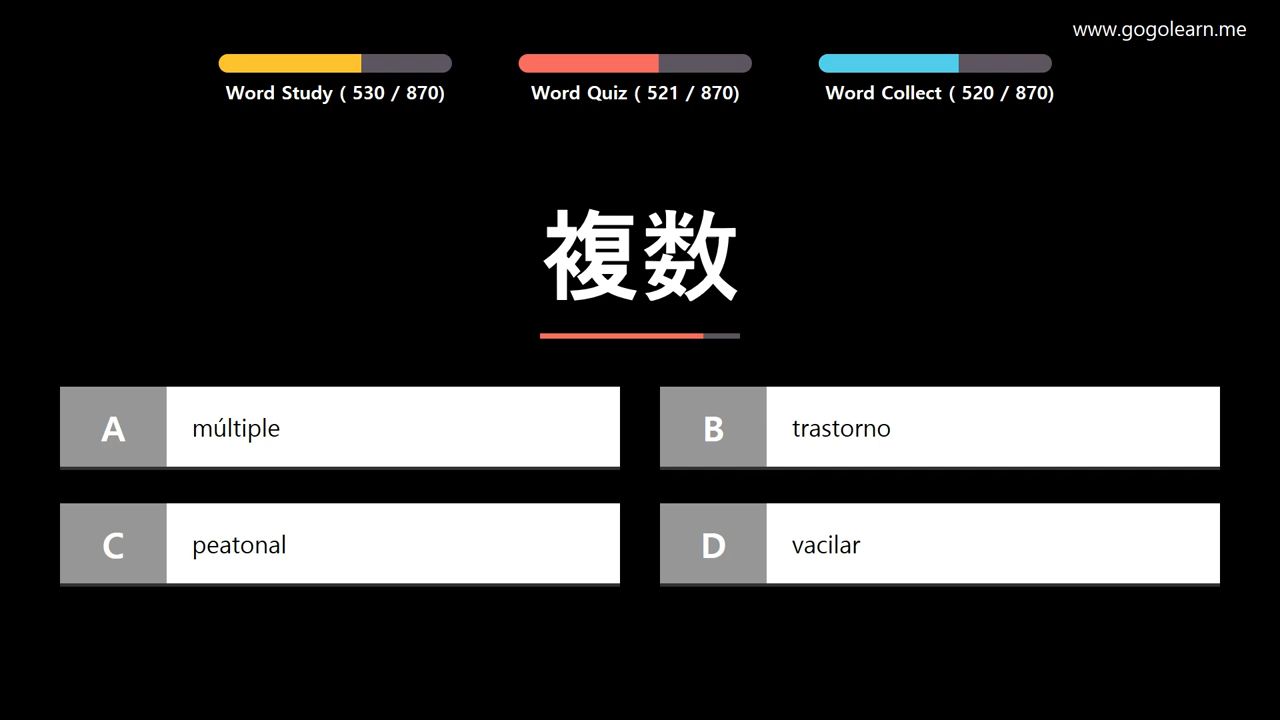 www.gogolearn.me
Word Study ( 530 / 870)
Word Quiz ( 521 / 870)
Word Collect ( 520 / 870)
複数
A múltiple
B trastorno
C peatonal
D vacilar